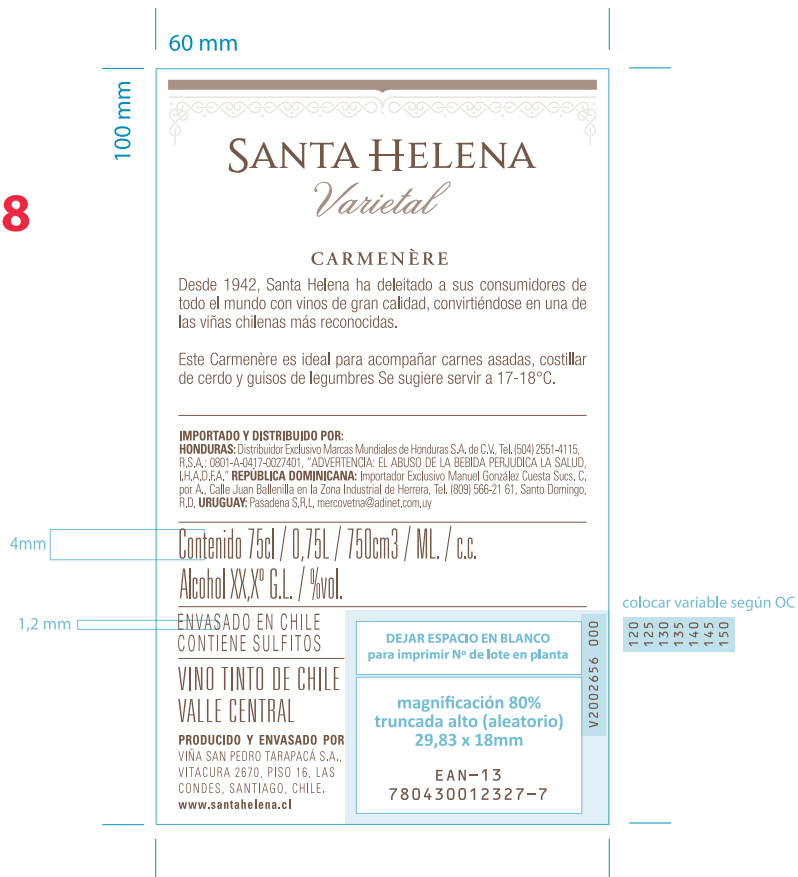 60 mm
100 mm
8
SANTA HELENA
Varietal
CARMENÈRE
Desde 1942, Santa Helena ha deleitado a sus consumidores de
todo el mundo con vinos de gran calidad, convirtiéndose en una de
las viñas chilenas más reconocidas.
Este Carmenère es ideal para acompañar carnes asadas, costillar
de cerdo y guisos de legumbres Se sugiere servir a 17-18°C.
IMPORTADO Y DISTRIBUIDO POR:
HONDURAS: Distribuidor Exclusivo Marcas Mundiales de Honduras S.A. de C.V., Tel. (504) 2551-4115,
R.S.A.: 0801-A-0417-0027401, "ADVERTENCIA: EL ABUSO DE LA BEBIDA PERJUDICA LA SALUD,
I.H.A.D.F.A." REPÚBLICA DOMINICANA: Importador Exclusivo Manuel González Cuesta Sucs. C.
por A., Calle Juan Ballenilla en la Zona Industrial de Herrera, Tel. (809) 566-21 61, Santo Domingo,
R.D. URUGUAY: Pasadena S.R.L. mercovetna@adinet.com.uy
4mm
Contenido 75cl / 0,75L / 750cm3 / ML. / c.c.
Alcohol XX,Xº G.L. / %vol.
1,2 mm
ENVASADO EN CHILE
CONTIENE SULFITOS
VINO TINTO DE CHILE
VALLE CENTRAL
PRODUCIDO Y ENVASADO POR
VIÑA SAN PEDRO TARAPACÁ S.A.,
VITACURA 2670, PISO 16, LAS
CONDES, SANTIAGO, CHILE.
www.santahelena.cl
DEJAR ESPACIO EN BLANCO
para imprimir Nº de lote en planta
magnificación 80%
truncada alto (aleatorio)
29,83 x 18mm
EAN-13
780430012327-7
V2002656 000
colocar variable según OC
120
125
130
135
140
145
150